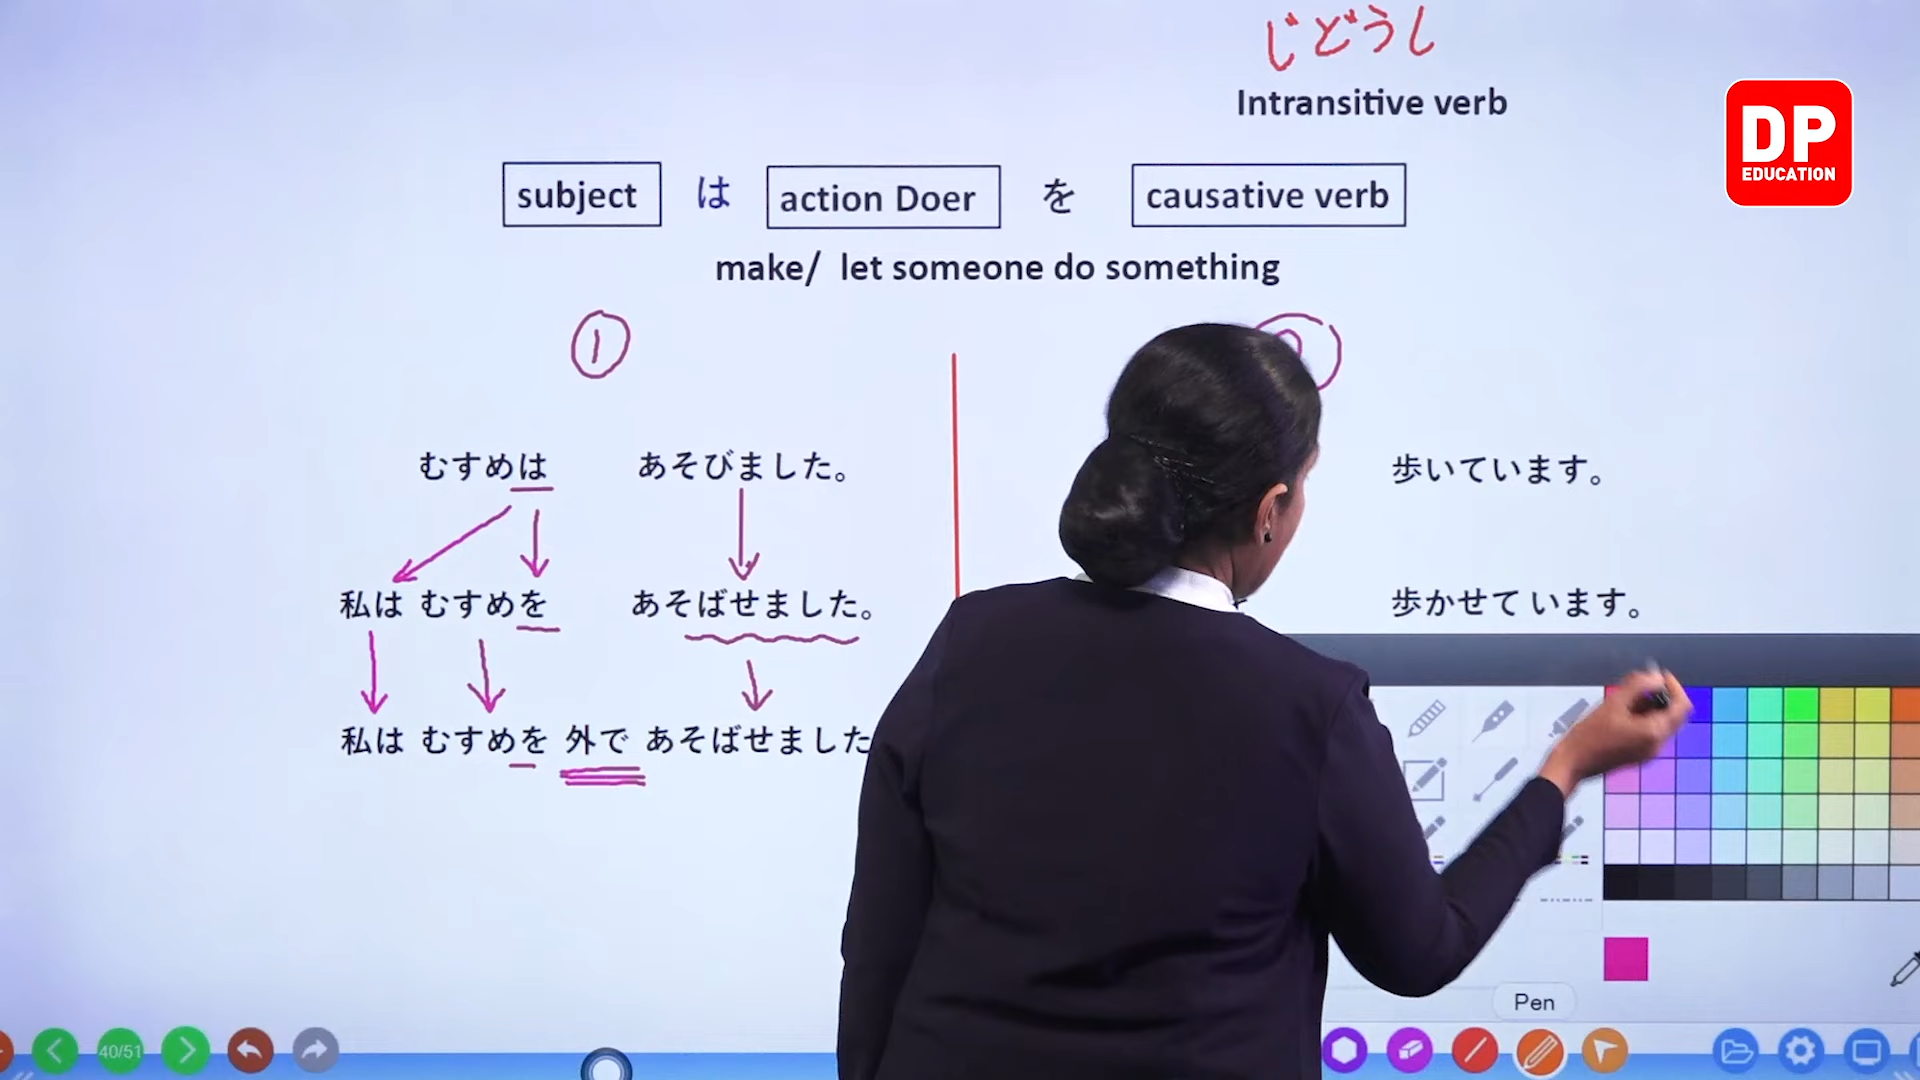 じどうし
Intransitive verb
DP
EDUCATION
subject は action Doer を causative verb
make/ let someone do something
1
むすめは あそびました。
歩いています。
私は むすめを あそばせました。
歩かせて います。
私は むすめを 外で あそばせました
Pen
40/51